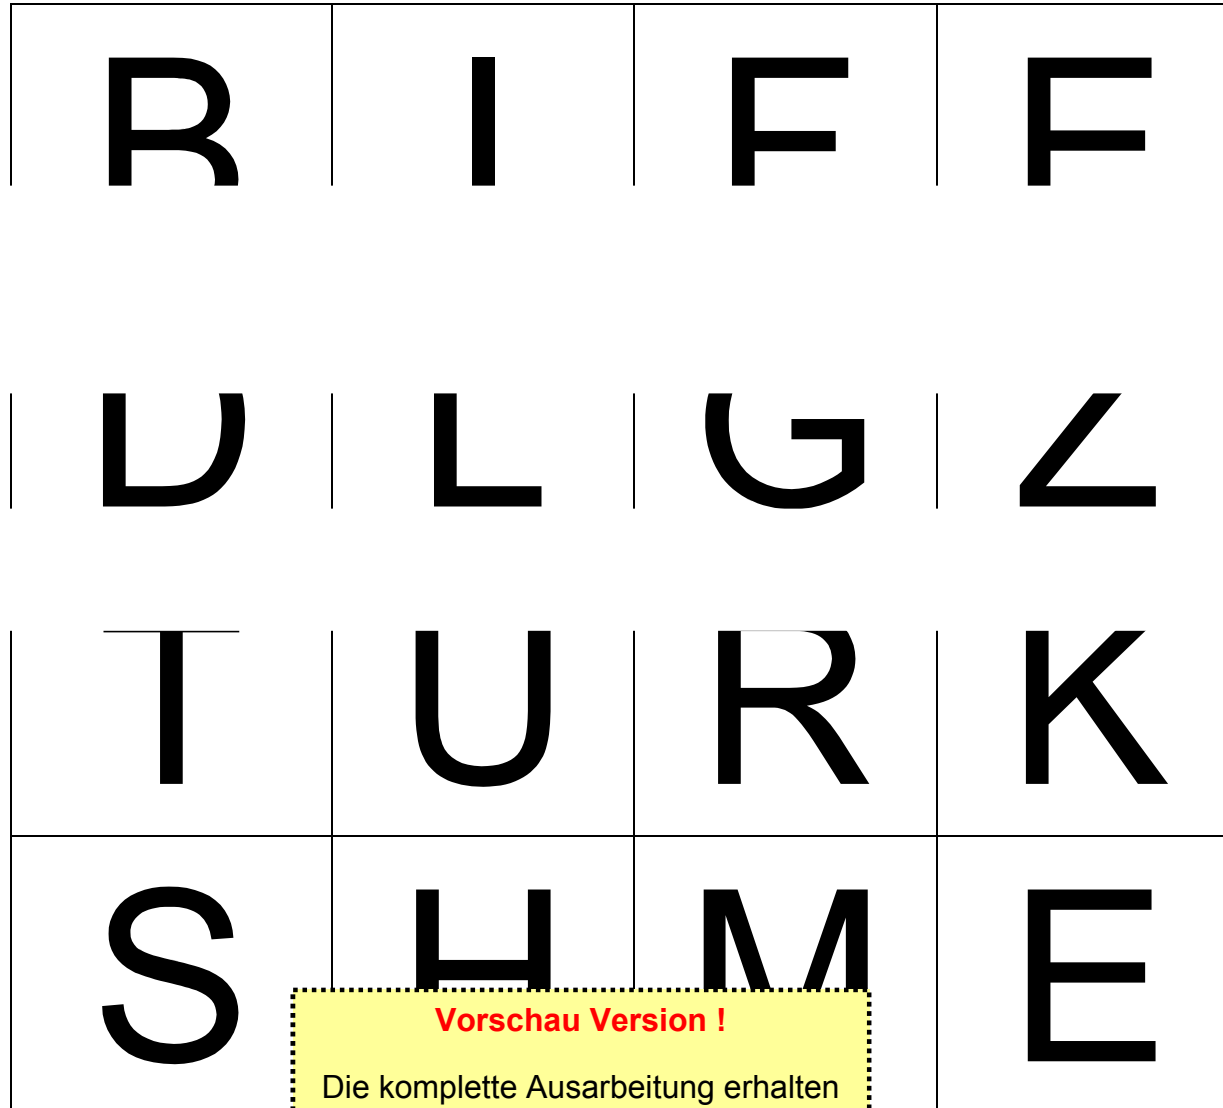 B I F E
D L G Z
T U R K
S H M E
Vorschau Version !
Die komplette Ausarbeitung erhalten